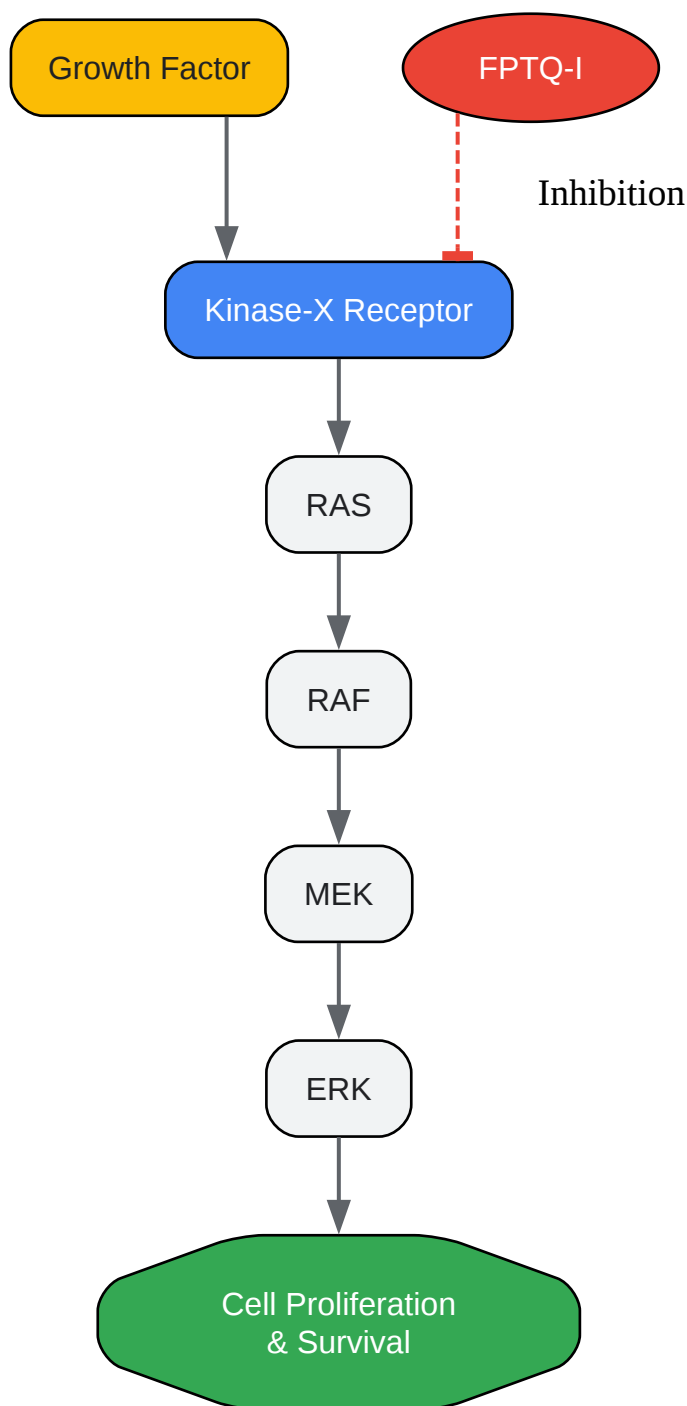 Growth Factor
FPTQ-I
Inhibition
Kinase-X Receptor
RAS
RAF
MEK
ERK
Cell Proliferation
& Survival